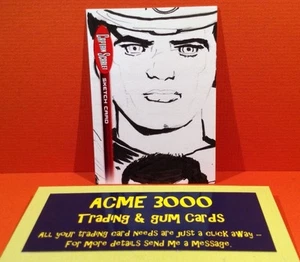 CAPTAIN SCARLET
SKETCH CARD
ACME 3000
Trading & Gum Cards
All your trading card needs are just a click away ~
For more details send me a message.